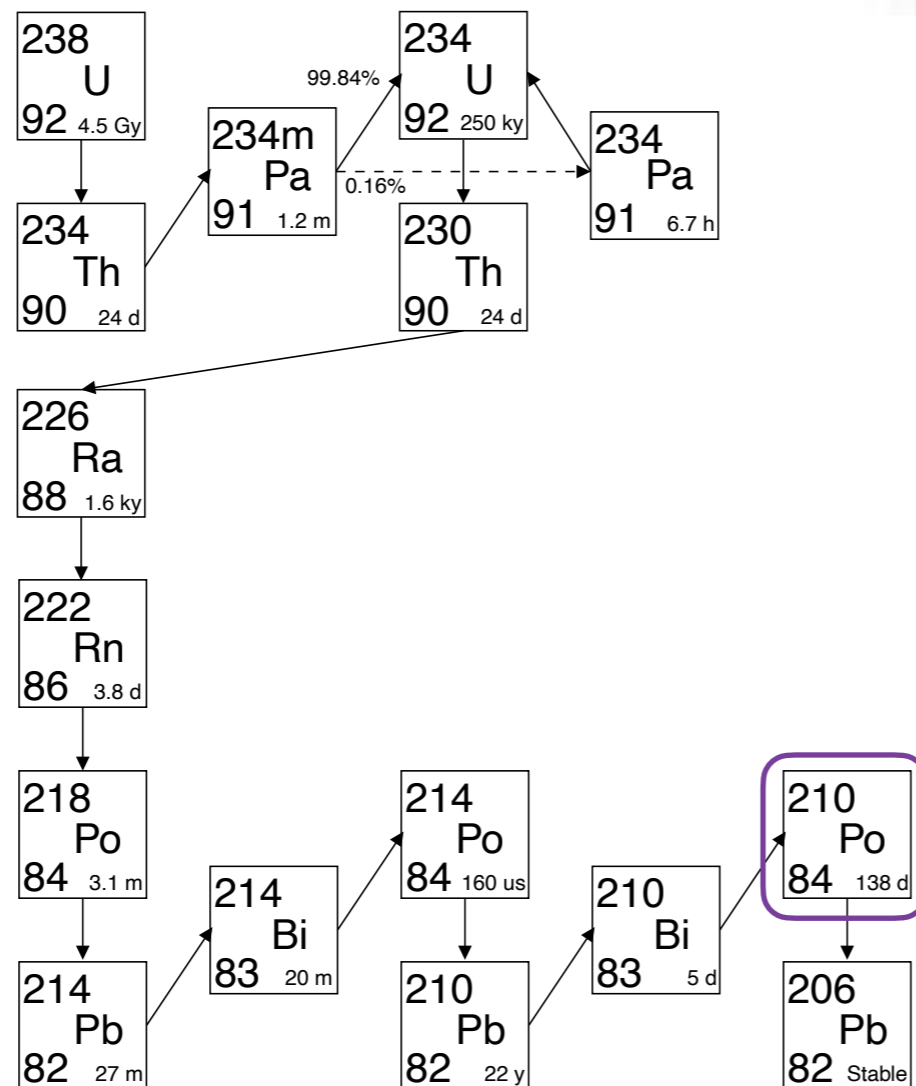 238
U
92 4.5 Gy
99.84%
234
U
92 250 ky
234m
Pa
91 1.2 m
0.16%
234
Pa
91 6.7 h
234
Th
90 24 d
230
Th
90 24 d
226
Ra
88 1.6 ky
222
Rn
86 3.8 d
218
Po
84 3.1 m
214
Po
84 160 us
210
Po
84 138 d
214
Bi
83 20 m
210
Bi
83 5 d
214
Pb
82 27 m
210
Pb
82 22 y
206
Pb
82 Stable